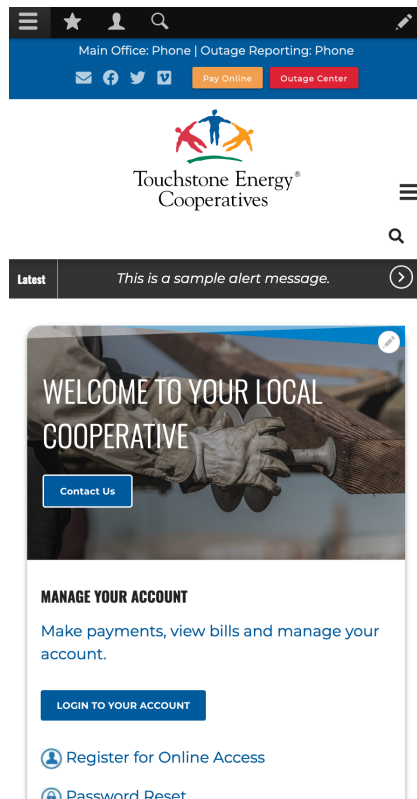 Main Office: Phone | Outage Reporting: Phone
Pay Online
Outage Center
Touchstone Energy®
Cooperatives
Latest
This is a sample alert message.
WELCOME TO YOUR LOCAL
COOPERATIVE
Contact Us
MANAGE YOUR ACCOUNT
Make payments, view bills and manage your
account.
LOGIN TO YOUR ACCOUNT
Register for Online Access
Password Reset